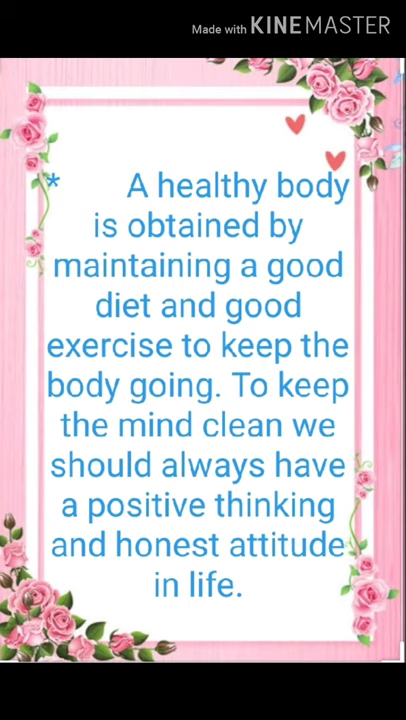 Made with KINEMASTER
* A healthy body
is obtained by
maintaining a good
diet and good
exercise to keep the
body going. To keep
the mind clean we
should always have
a positive thinking
and honest attitude
in life.